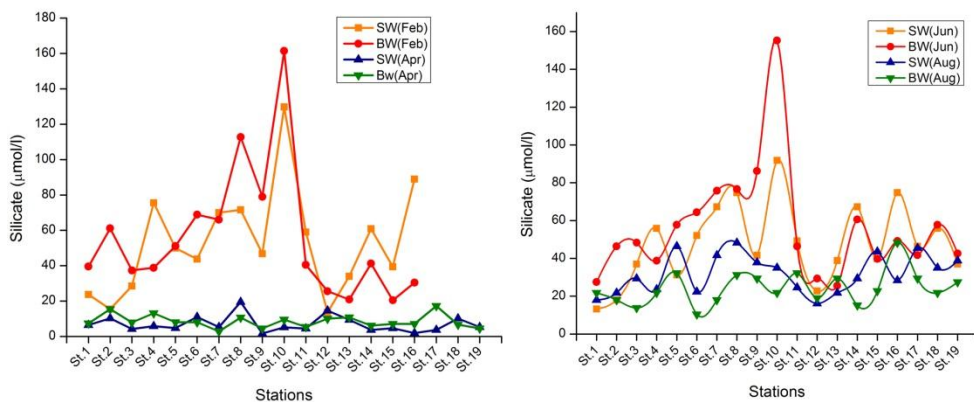 180
160
140
120
100
80
60
40
20
0
Silicate (μmol/l)
SW(Feb)
BW(Feb)
SW(Apr)
Bw(Apr)
St.1
St.2
St.3
St.4
St.5
St.6
St.7
St.8
St.9
St.10
St.11
St.12
St.13
St.14
St.15
St.16
St.17
St.18
St.19
Stations
160
140
120
100
80
60
40
20
0
Sillicate (μmol/l)
SW(Jun)
BW(Jun)
SW(Aug)
BW(Aug)
St.1
St.2
St.3
St.4
St.5
St.6
St.7
St.8
St.9
St.10
St.11
St.12
St.13
St.14
St.15
St.16
St.17
St.18
St.19
Stations